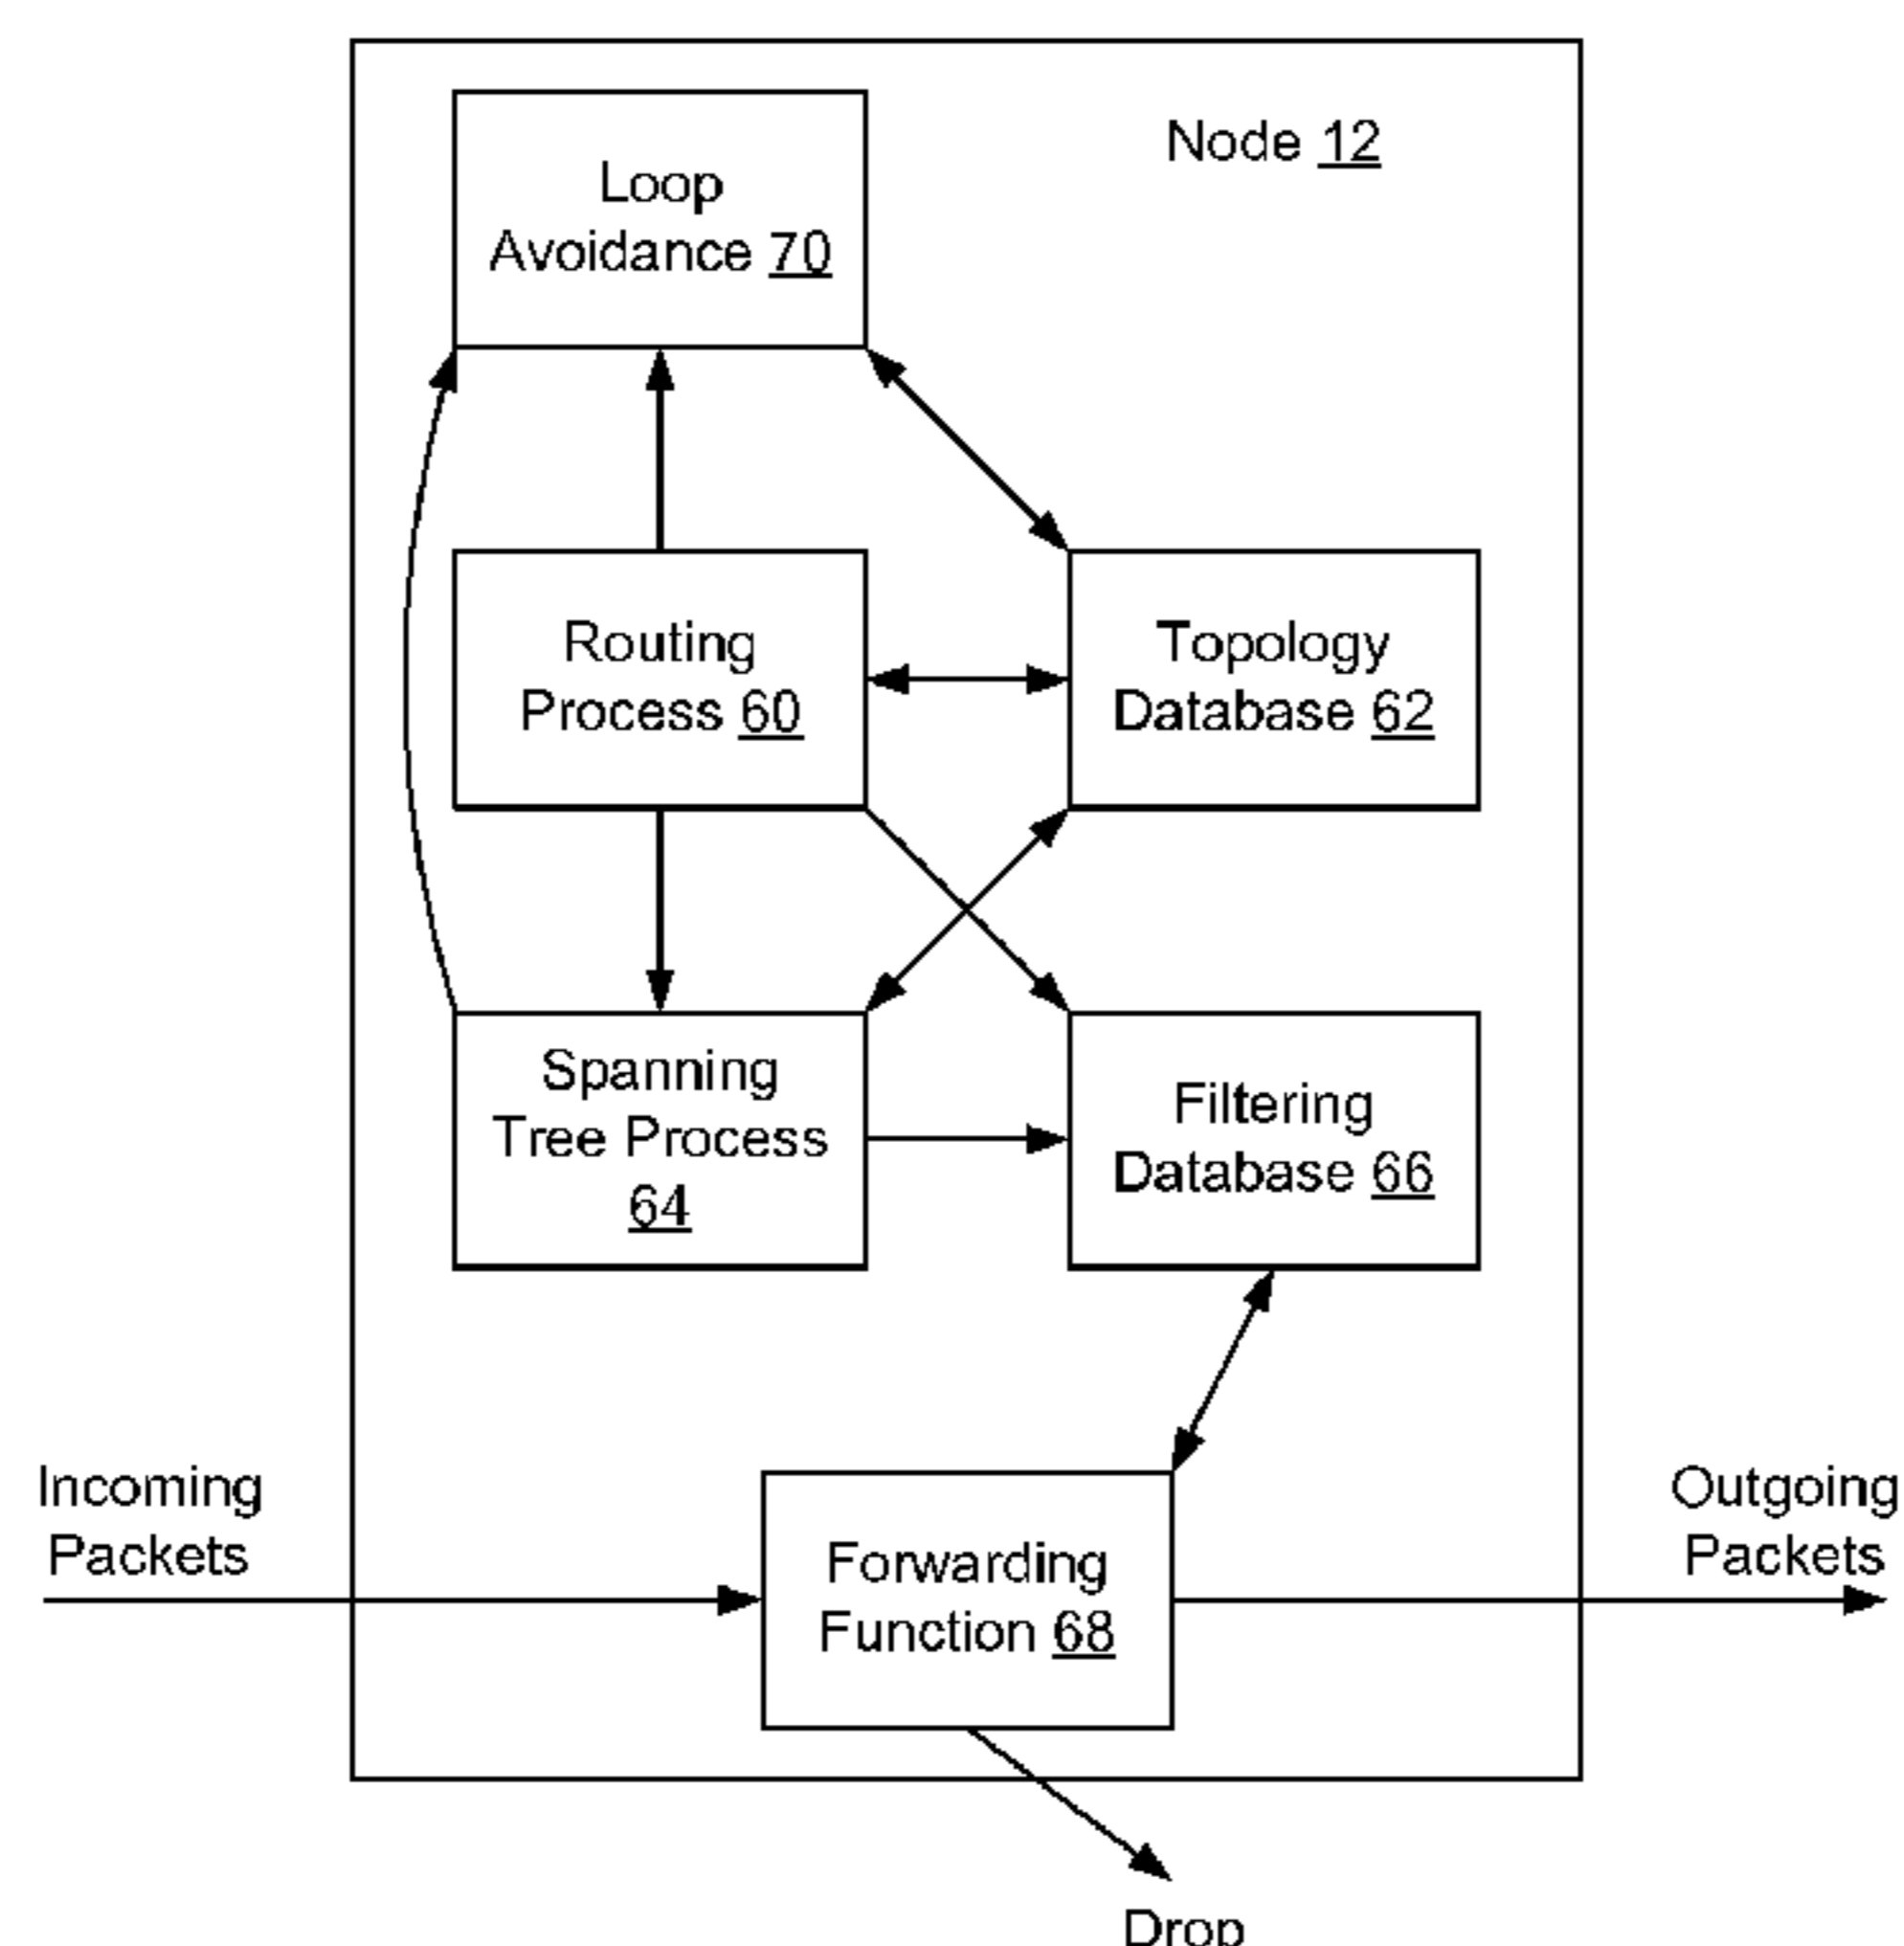 Node 12
Loop
Avoidance 70
Routing
Process 60
Topology
Database 62
Spanning
Tree Process
64
Filtering
Database 66
Incoming
Packets
Forwarding
Function 68
Outgoing
Packets
Drop